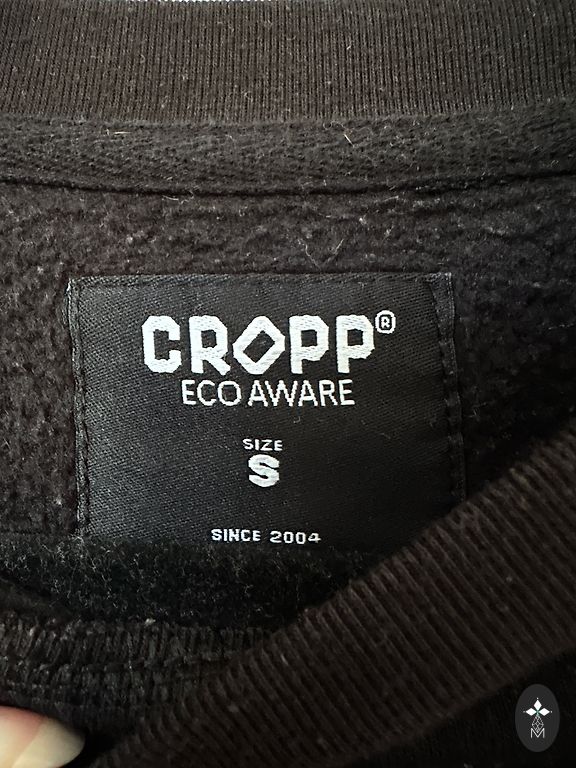 CROPP®
ECO AWARE
SIZE
S
SINCE 2004